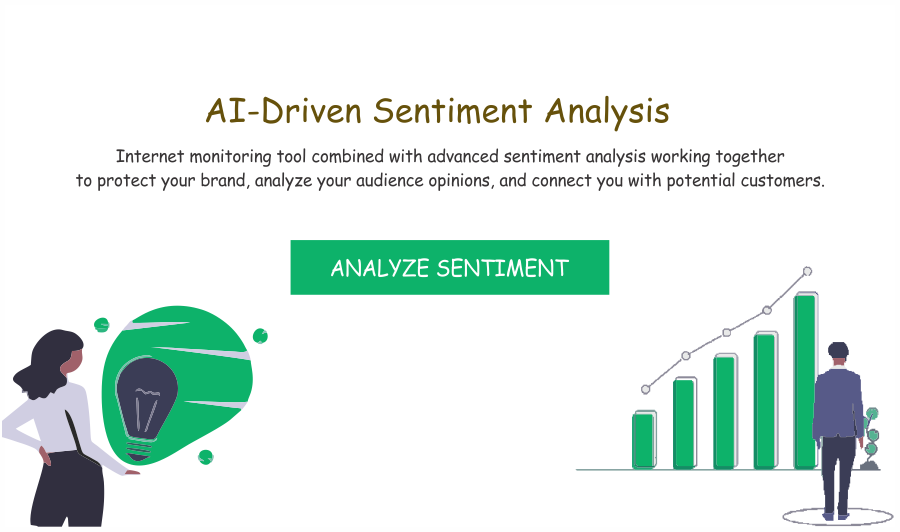 AI-Driven Sentiment Analysis
Internet monitoring tool combined with advanced sentiment analysis working together
to protect your brand, analyze your audience opinions, and connect you with potential customers.
ANALYZE SENTIMENT